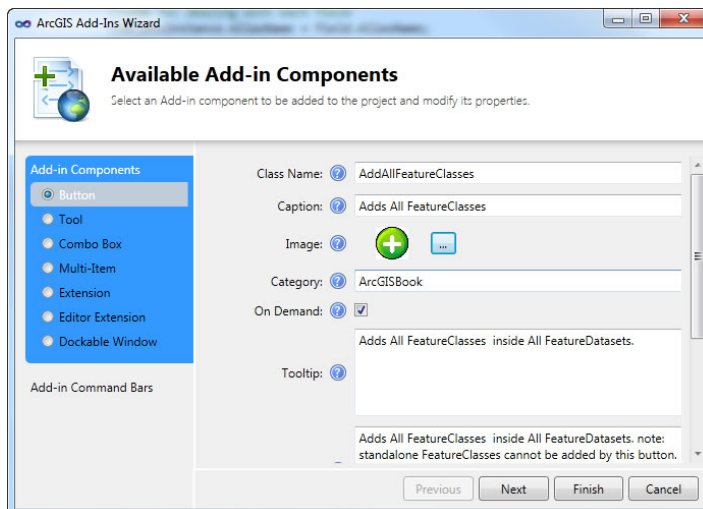 ArcGIS Add-Ins Wizard
Available Add-in Components
Select an Add-in component to be added to the project and modify its properties.
Add-in Components
Button
Tool
Combo Box
Multi-Item
Extension
Editor Extension
Dockable Window
Add-in Command Bars
Class Name: AddAllFeatureClasses
Caption: Adds All FeatureClasses
Image: ...
Category: ArcGISBook
On Demand:
Tooltip: Adds All FeatureClasses inside All FeatureDatasets.
Adds All FeatureClasses inside All FeatureDatasets. note:
standalone FeatureClasses cannot be added by this button.
Previous Next Finish Cancel